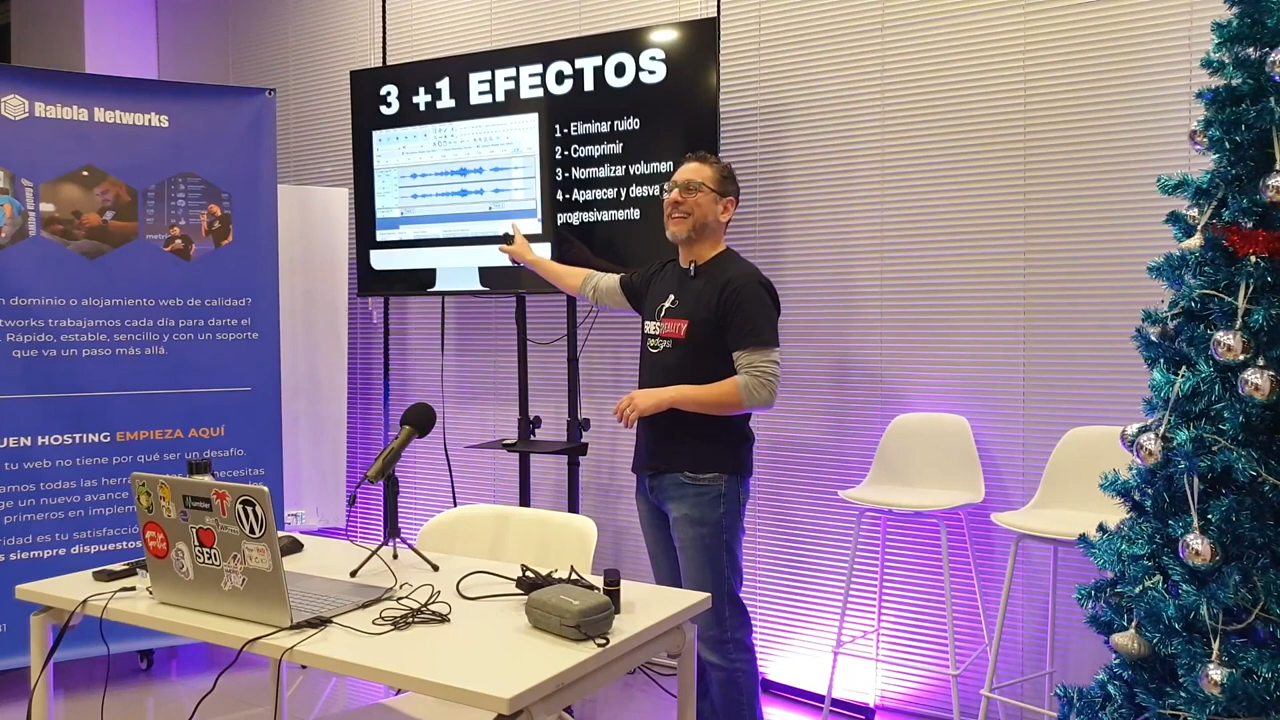 Raiola Networks
n dominio o alojamiento web de calidad?
tworks trabajamos cada día para darte el
. Rápido, estable, sencillo y con un soporte
que va un paso más allá.
UEN HOSTING EMPIEZA AQUÍ
tu web no tiene por qué ser un desafío.
amos todas las herra necesitas
ge un nuevo avance
primeros en implem
ridad es tu satisfacció
s siempre dispuestos
3 +1 EFECTOS
1 - Eliminar ruido
2 - Comprimir
3 - Normalizar volumen
4 - Aparecer y desva
progresivamente
ERIES REALITY
podcast
umbler
I
SEO